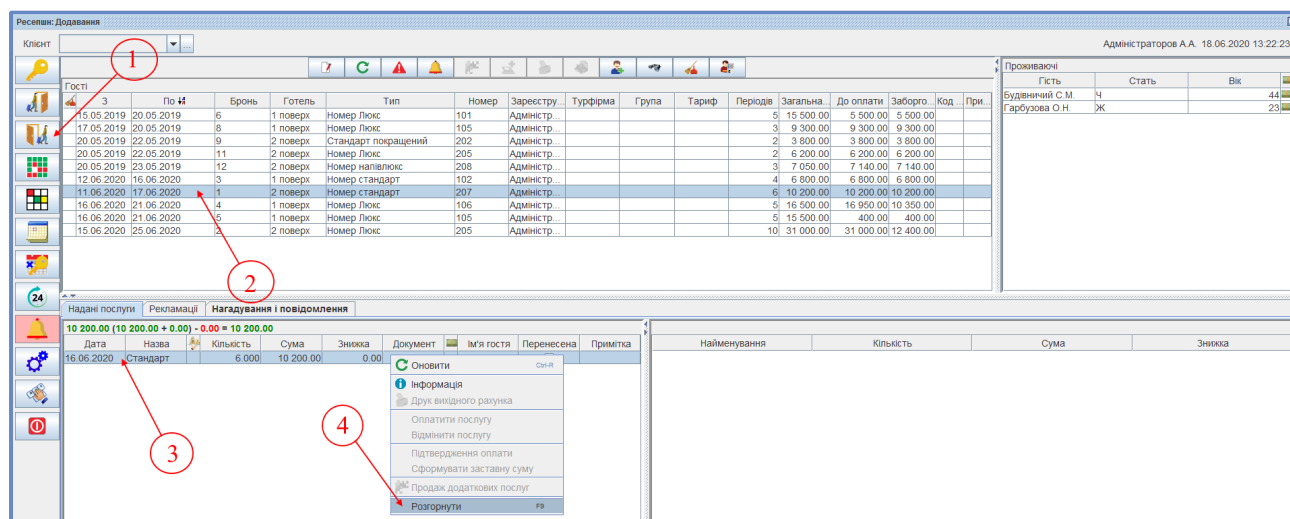 Ресепшн: Додавання
Клієнт ... Адміністраторов А.А. 18.06.2020 13:22:23
1
Гості
З По Бронь Готель Тип Номер Зареєстру... Турфірма Група Тариф Періодів Загальна... До оплати Заборго... Код ... При...
15.05.2019 20.05.2019 6 1 поверх Номер Люкс 101 Адміністр... 5 15 500.00 5 500.00 5 500.00
17.05.2019 20.05.2019 8 1 поверх Номер Люкс 105 Адміністр... 3 9 300.00 9 300.00 9 300.00
20.05.2019 22.05.2019 9 2 поверх Стандарт покращений 202 Адміністр... 2 3 800.00 3 800.00 3 800.00
20.05.2019 22.05.2019 11 2 поверх Номер Люкс 205 Адміністр... 2 6 200.00 6 200.00 6 200.00
20.05.2019 23.05.2019 12 2 поверх Номер напівлюкс 208 Адміністр... 3 7 050.00 7 140.00 7 140.00
12.06.2020 16.06.2020 3 1 поверх Номер стандарт 102 Адміністр... 4 6 800.00 6 800.00 6 800.00
11.06.2020 17.06.2020 1 2 поверх Номер стандарт 207 Адміністр... 6 10 200.00 10 200.00 10 200.00
16.06.2020 21.06.2020 4 1 поверх Номер Люкс 106 Адміністр... 5 16 500.00 16 950.00 10 350.00
16.06.2020 21.06.2020 5 1 поверх Номер Люкс 105 Адміністр... 5 15 500.00 400.00 400.00
15.06.2020 25.06.2020 2 2 поверх Номер Люкс 205 Адміністр... 10 31 000.00 31 000.00 12 400.00
Проживаючі
Гість Стать Вік
Будівничий С.М. Ч 44
Гарбузова О.Н. Ж 23
2
24
Надані послуги Рекламації Нагадування і повідомлення
10 200.00 (10 200.00 + 0.00) - 0.00 = 10 200.00
Дата Назва Кількість Сума Знижка Документ Ім'я гостя Перенесена Примітка
16.06.2020 Стандарт 6.000 10 200.00 0.00
Найменування Кількість Сума Знижка
3
4
Оновити Ctrl-R
Інформація
Друк вихідного рахунка
Оплатити послугу
Відмінити послугу
Підтвердження оплати
Сформувати заставну суму
Продаж додаткових послуг
Розгорнути F9